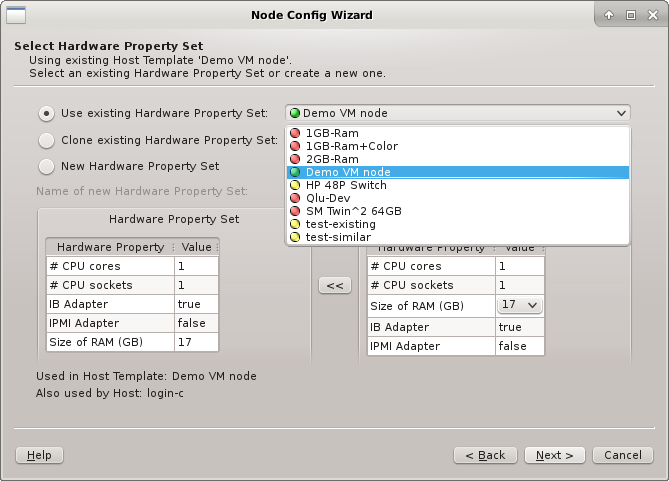 Node Config Wizard
Select Hardware Property Set
Using existing Host Template 'Demo VM node'.
Select an existing Hardware Property Set or create a new one.
Use existing Hardware Property Set:
Demo VM node
Clone existing Hardware Property Set:
New Hardware Property Set
Name of new Hardware Property Set:
1GB-Ram
1GB-Ram+Color
2GB-Ram
Demo VM node
HP 48P Switch
Qlu-Dev
SM Twin^2 64GB
test-existing
test-similar
Hardware Property Set
Hardware Property Value
# CPU cores 1
# CPU sockets 1
IB Adapter true
IPMI Adapter false
Size of RAM (GB) 17
<<
Hardware Property Value
# CPU cores 1
# CPU sockets 1
Size of RAM (GB) 17
IB Adapter true
IPMI Adapter false
Used in Host Template: Demo VM node
Also used by Host: login-c
Help
< Back
Next >
Cancel